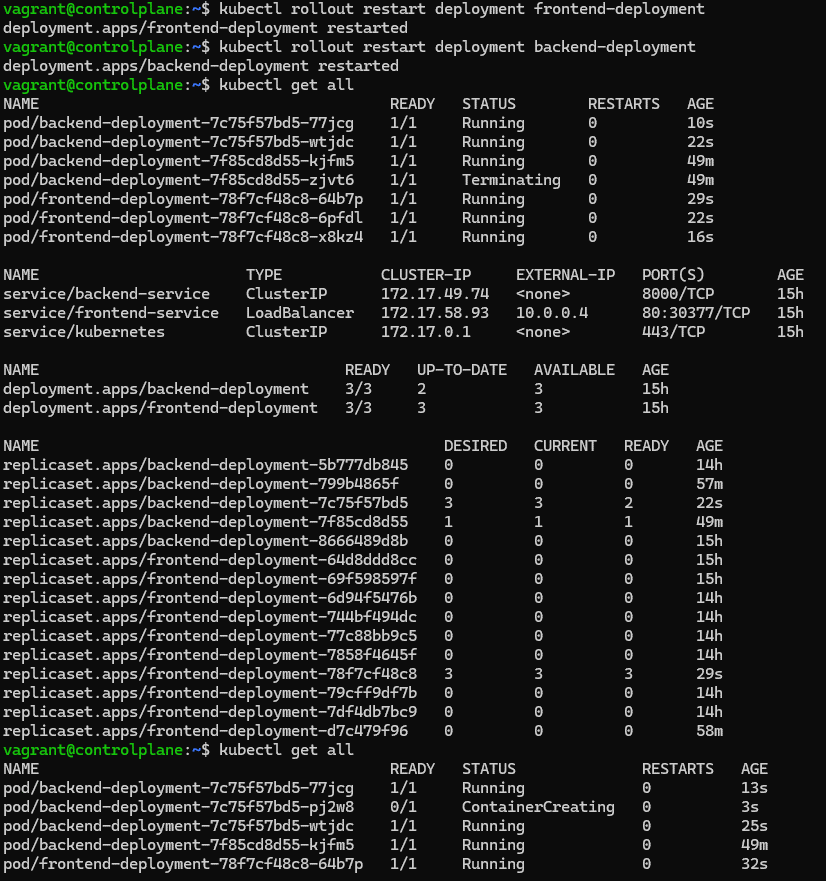 vagrant@controlplane:~$ kubectl rollout restart deployment frontend-deployment
deployment.apps/frontend-deployment restarted
vagrant@controlplane:~$ kubectl rollout restart deployment backend-deployment
deployment.apps/backend-deployment restarted
vagrant@controlplane:~$ kubectl get all
NAME                                       READY   STATUS        RESTARTS   AGE
pod/backend-deployment-7c75f57bd5-77jcg    1/1     Running       0          10s
pod/backend-deployment-7c75f57bd5-wtjdc    1/1     Running       0          22s
pod/backend-deployment-7f85cd8d55-kjfm5    1/1     Running       0          49m
pod/backend-deployment-7f85cd8d55-zjvt6    1/1     Terminating   0          49m
pod/frontend-deployment-78f7cf48c8-64b7p   1/1     Running       0          29s
pod/frontend-deployment-78f7cf48c8-6pfdl   1/1     Running       0          22s
pod/frontend-deployment-78f7cf48c8-x8kz4   1/1     Running       0          16s

NAME                       TYPE           CLUSTER-IP     EXTERNAL-IP   PORT(S)        AGE
service/backend-service    ClusterIP      172.17.49.74   <none>        8000/TCP       15h
service/frontend-service   LoadBalancer   172.17.58.93   10.0.0.4      80:30377/TCP   15h
service/kubernetes         ClusterIP      172.17.0.1     <none>        443/TCP        15h

NAME                                  READY   UP-TO-DATE   AVAILABLE   AGE
deployment.apps/backend-deployment    3/3     2            3           15h
deployment.apps/frontend-deployment   3/3     3            3           15h

NAME                                             DESIRED   CURRENT   READY   AGE
replicaset.apps/backend-deployment-5b777db845    0         0         0       14h
replicaset.apps/backend-deployment-799b4865f     0         0         0       57m
replicaset.apps/backend-deployment-7c75f57bd5    3         3         2       22s
replicaset.apps/backend-deployment-7f85cd8d55    1         1         1       49m
replicaset.apps/backend-deployment-8666489d8b    0         0         0       15h
replicaset.apps/frontend-deployment-64d8ddd8cc   0         0         0       15h
replicaset.apps/frontend-deployment-69f598597f   0         0         0       15h
replicaset.apps/frontend-deployment-6d94f5476b   0         0         0       14h
replicaset.apps/frontend-deployment-744bf494dc   0         0         0       14h
replicaset.apps/frontend-deployment-77c88bb9c5   0         0         0       14h
replicaset.apps/frontend-deployment-7858f4645f   0         0         0       14h
replicaset.apps/frontend-deployment-78f7cf48c8   3         3         3       29s
replicaset.apps/frontend-deployment-79cff9df7b   0         0         0       14h
replicaset.apps/frontend-deployment-7df4db7bc9   0         0         0       14h
replicaset.apps/frontend-deployment-d7c479f96    0         0         0       58m
vagrant@controlplane:~$ kubectl get all
NAME                                       READY   STATUS              RESTARTS   AGE
pod/backend-deployment-7c75f57bd5-77jcg    1/1     Running             0          13s
pod/backend-deployment-7c75f57bd5-pj2w8    0/1     ContainerCreating   0          3s
pod/backend-deployment-7c75f57bd5-wtjdc    1/1     Running             0          25s
pod/backend-deployment-7f85cd8d55-kjfm5    1/1     Running             0          49m
pod/frontend-deployment-78f7cf48c8-64b7p   1/1     Running             0          32s